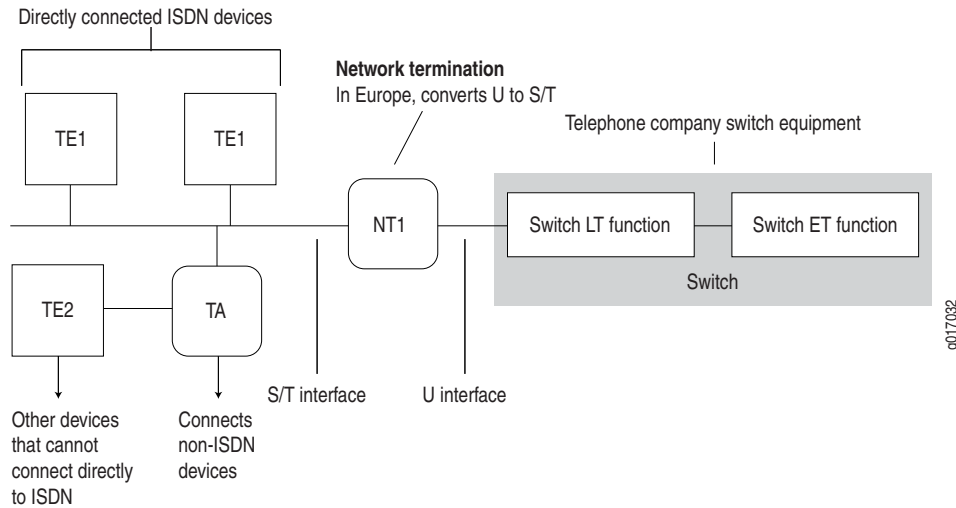 Directly connected ISDN devices
Network termination
In Europe, converts U to S/T
Telephone company switch equipment
TE1
TE1
NT1
Switch LT function
Switch ET function
Switch
TE2
TA
S/T interface
U interface
Other devices
that cannot
connect directly
to ISDN
Connects
non-ISDN
devices
g017032